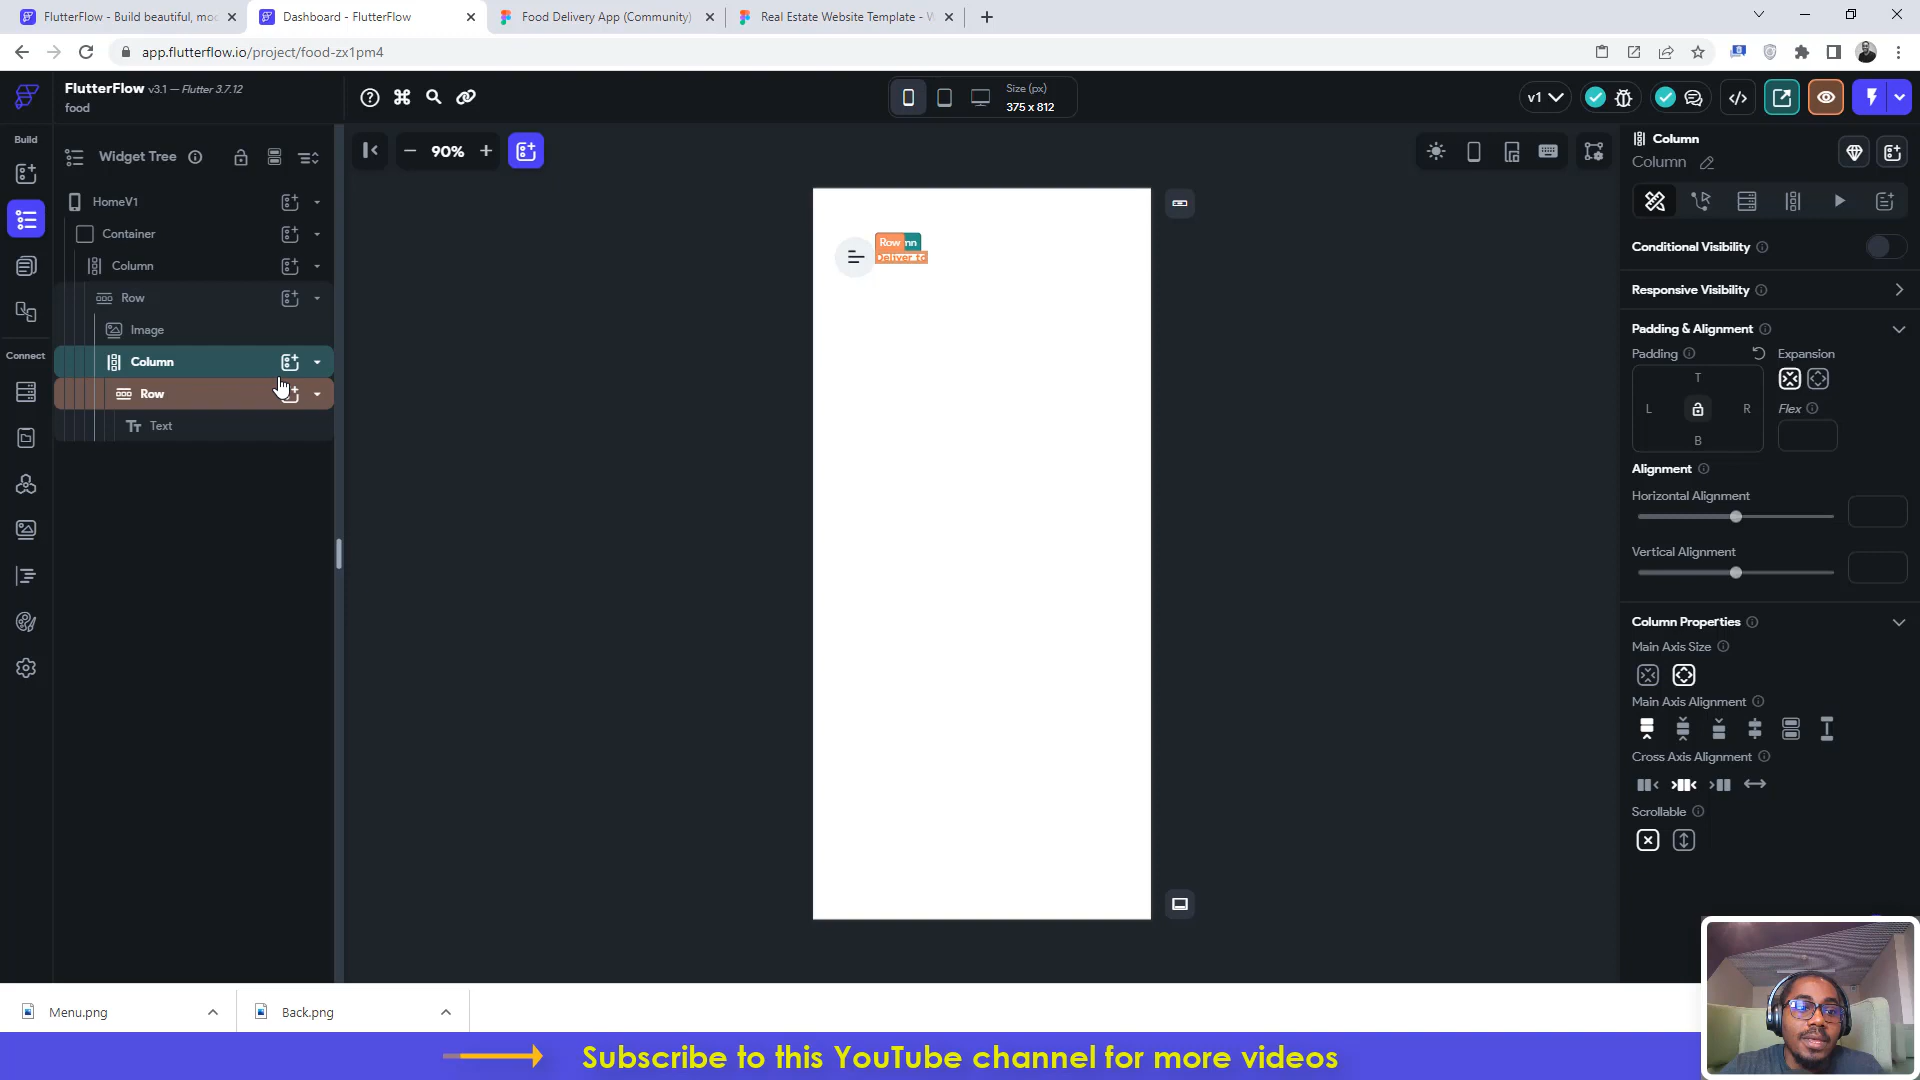 FlutterFlow - Build beautiful, mo
Dashboard - FlutterFlow
Food Delivery App (Community)
Real Estate Website Template - W
app.flutterflow.io/project/food-zx1pm4
FlutterFlow v3.1 — Flutter 3.7.12
food
Size (px)
375 x 812
v1
Build
Widget Tree
90%
HomeV1
Container
Column
Row
Image
Column
Row
Text
Connect
Row
mn
Deliver to
Column
Column
Conditional Visibility
Responsive Visibility
Padding & Alignment
Padding
Expansion
T
L
R
B
Flex
Alignment
Horizontal Alignment
Vertical Alignment
Column Properties
Main Axis Size
Main Axis Alignment
Cross Axis Alignment
Scrollable
Menu.png
Back.png
Subscribe to this YouTube channel for more videos